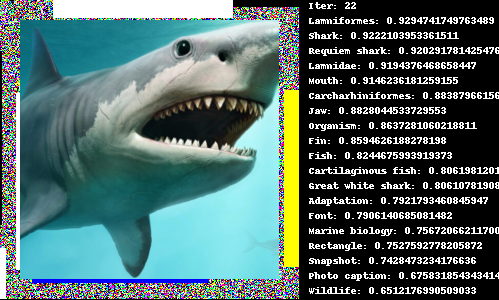 Iter: 22
Lamniformes: 0.9294741749763489
Shark: 0.9222103953361511
Requiem shark: 0.920291781425476
Lamnidae: 0.9194376468658447
Mouth: 0.9146236181259155
Carcharhiniformes: 0.88387966156
Jaw: 0.8828044533729553
Organism: 0.8637281060218811
Fin: 0.8594626188278198
Fish: 0.8244675993919373
Cartilaginous fish: 0.8061981201
Great white shark: 0.80610781908
Adaptation: 0.7921793460845947
Font: 0.7906140685081482
Marine biology: 0.75672066211700
Rectangle: 0.7527592778205872
Snapshot: 0.7428473234176636
Photo caption: 0.675831854343414
Wildlife: 0.6512176990509033